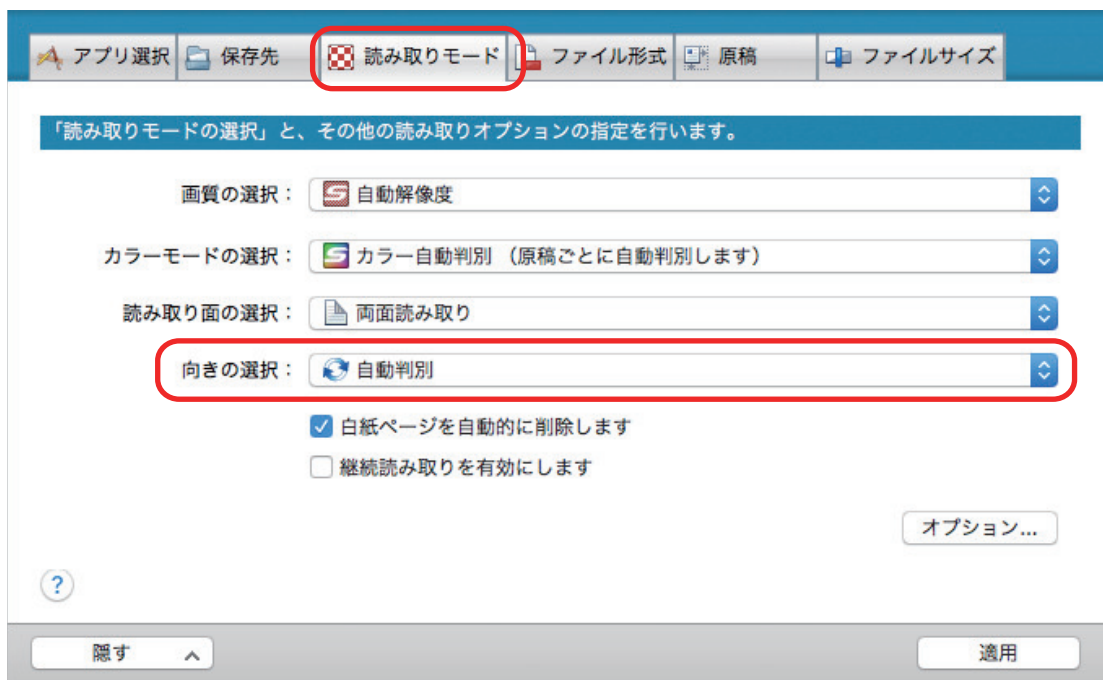 アプリ選択 保存先 読み取りモード ファイル形式 原稿 ファイルサイズ
「読み取りモードの選択」と、その他の読み取りオプションの指定を行います。
画質の選択： 自動解像度
カラーモードの選択： カラー自動判別 （原稿ごとに自動判別します）
読み取り面の選択： 両面読み取り
向きの選択： 自動判別
白紙ページを自動的に削除します
継続読み取りを有効にします
オプション...
?
隠す 適用